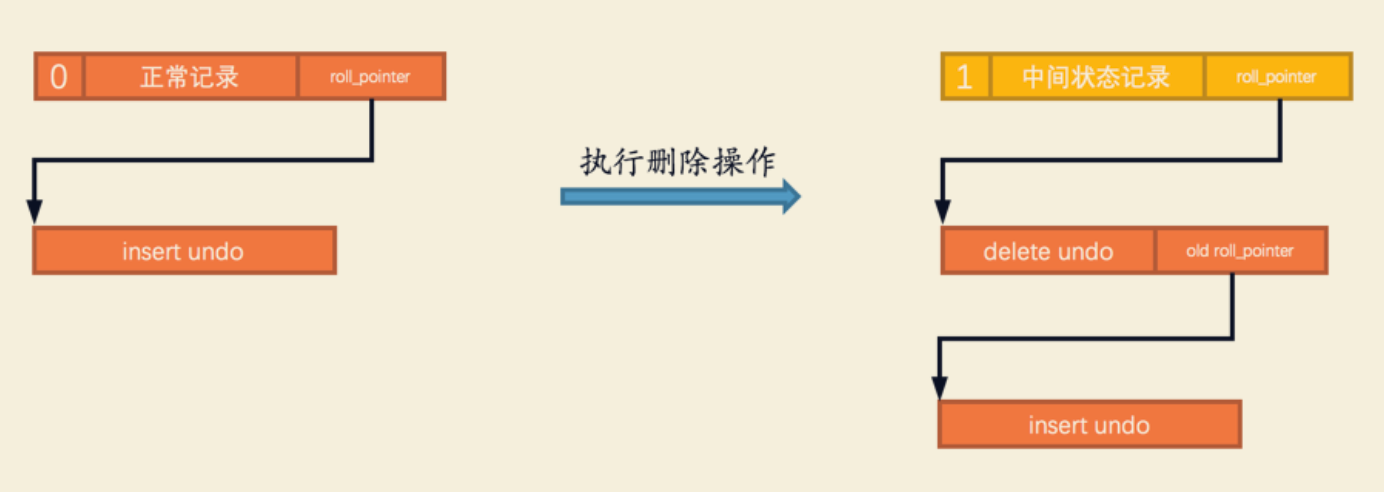 0 正常记录 roll_pointer
insert undo
执行删除操作
1 中间状态记录 roll_pointer
delete undo old roll_pointer
insert undo